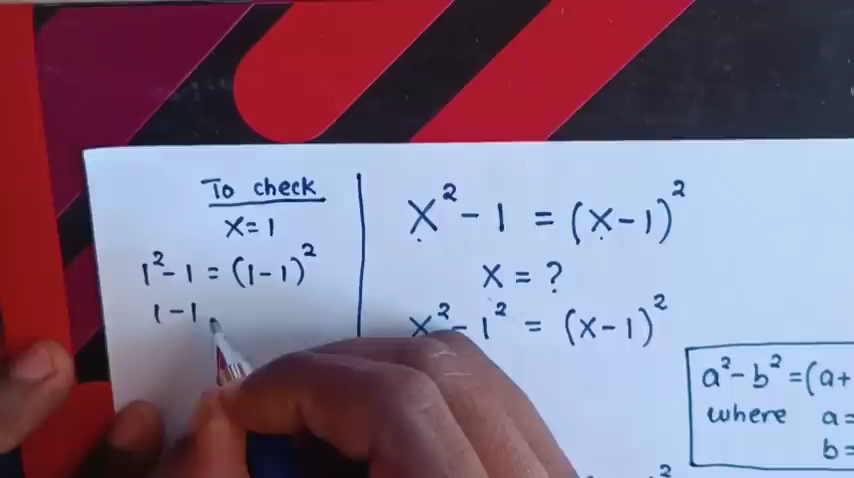 To check
x=1
1²-1=(1-1)²
1-1
x²-1=(x-1)²
x=?
x²-1²=(x-1)²
a²-b²=(a+
where a=
b=